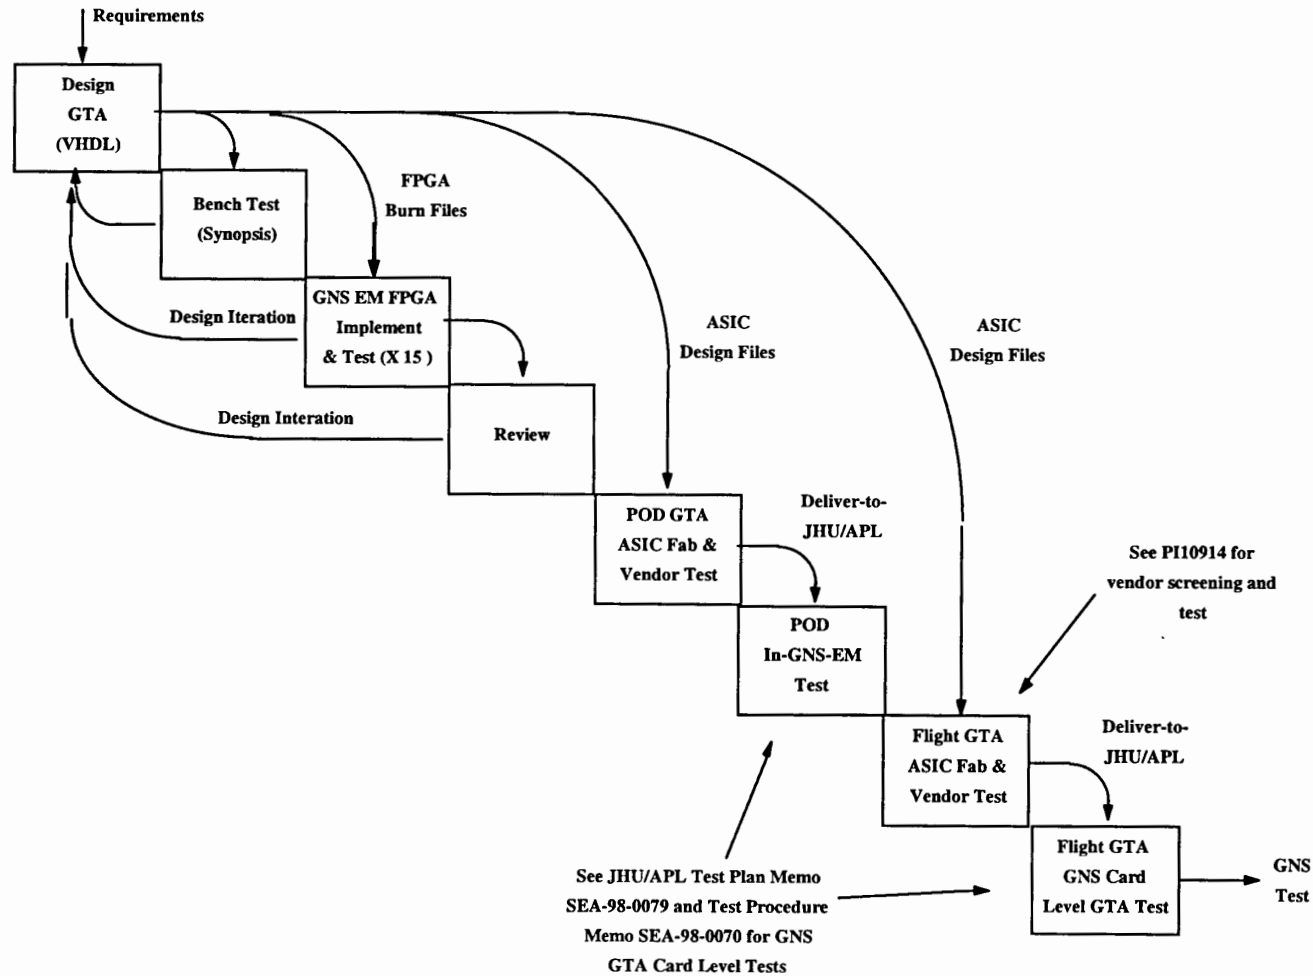 Requirements
Design
GTA
(VHDL)
Bench Test
(Synopsis)
FPGA
Burn Files
GNS EM FPGA
Implement
& Test (X 15 )
Design Iteration
ASIC
Design Files
ASIC
Design Files
Design Interation
Review
POD GTA
ASIC Fab &
Vendor Test
Deliver-to-
JHU/APL
See PI10914 for
vendor screening and
test
POD
In-GNS-EM
Test
Flight GTA
ASIC Fab &
Vendor Test
Deliver-to-
JHU/APL
Flight GTA
GNS Card
Level GTA Test
GNS
Test
See JHU/APL Test Plan Memo
SEA-98-0079 and Test Procedure
Memo SEA-98-0070 for GNS
GTA Card Level Tests